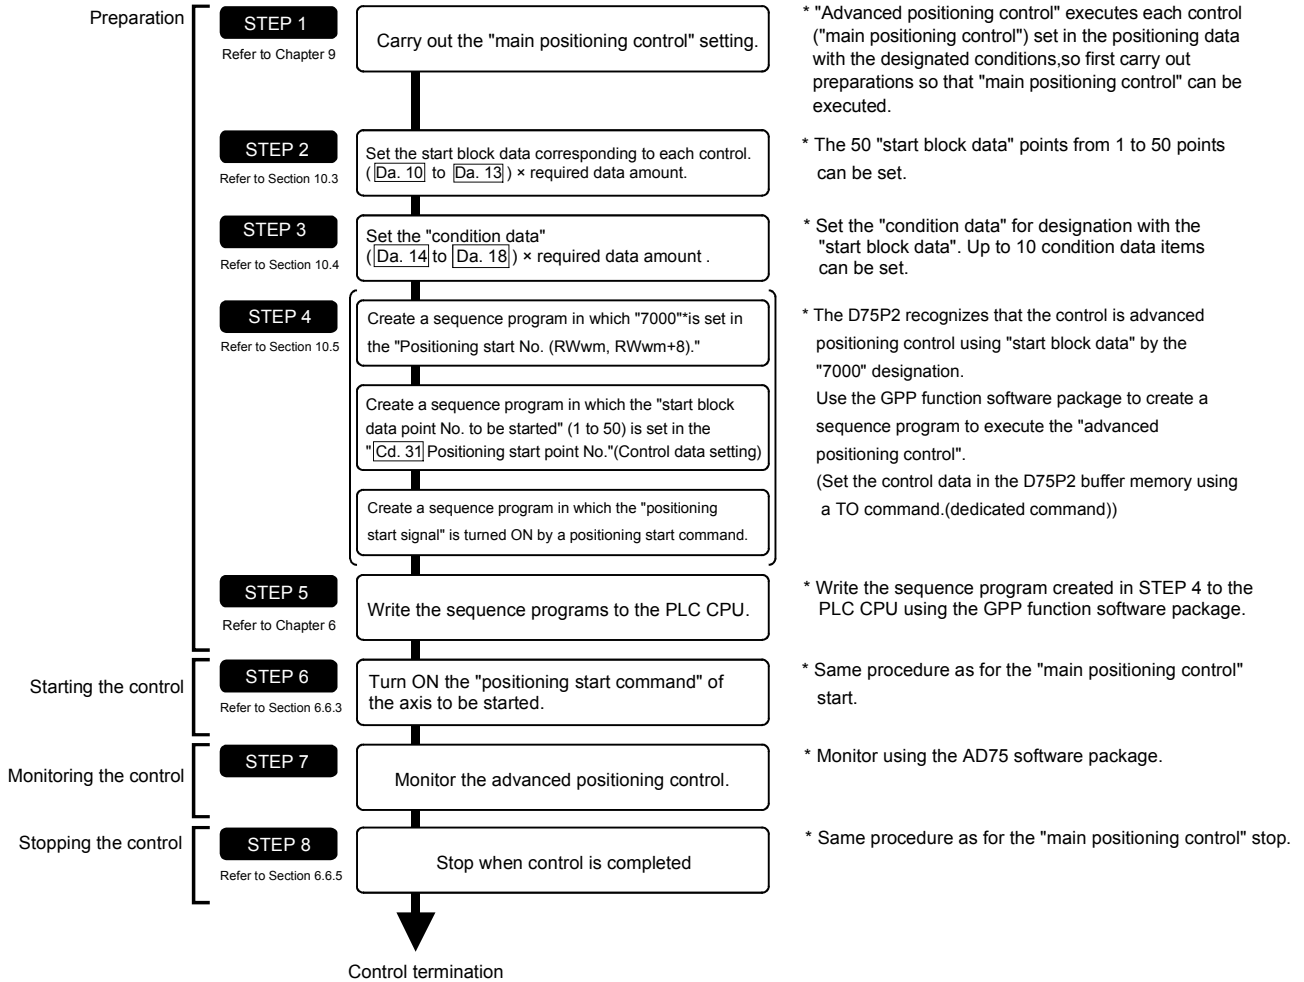 Preparation
STEP 1
Refer to Chapter 9
Carry out the "main positioning control" setting.
* "Advanced positioning control" executes each control
("main positioning control") set in the positioning data
with the designated conditions,so first carry out
preparations so that "main positioning control" can be
executed.
STEP 2
Refer to Section 10.3
Set the start block data corresponding to each control.
( Da. 10 to Da. 13 ) × required data amount.
* The 50 "start block data" points from 1 to 50 points
can be set.
STEP 3
Refer to Section 10.4
Set the "condition data"
( Da. 14 to Da. 18 ) × required data amount .
* Set the "condition data" for designation with the
"start block data". Up to 10 condition data items
can be set.
STEP 4
Refer to Section 10.5
Create a sequence program in which "7000"*is set in
the "Positioning start No. (RWwm, RWwm+8)."
Create a sequence program in which the "start block
data point No. to be started" (1 to 50) is set in the
" Cd. 31 Positioning start point No."(Control data setting)
Create a sequence program in which the "positioning
start signal" is turned ON by a positioning start command.
* The D75P2 recognizes that the control is advanced
positioning control using "start block data" by the
"7000" designation.
Use the GPP function software package to create a
sequence program to execute the "advanced
positioning control".
(Set the control data in the D75P2 buffer memory using
a TO command.(dedicated command))
STEP 5
Refer to Chapter 6
Write the sequence programs to the PLC CPU.
* Write the sequence program created in STEP 4 to the
PLC CPU using the GPP function software package.
Starting the control
STEP 6
Refer to Section 6.6.3
Turn ON the "positioning start command" of
the axis to be started.
* Same procedure as for the "main positioning control"
start.
Monitoring the control
STEP 7
Monitor the advanced positioning control.
* Monitor using the AD75 software package.
Stopping the control
STEP 8
Refer to Section 6.6.5
Stop when control is completed
* Same procedure as for the "main positioning control" stop.
Control termination